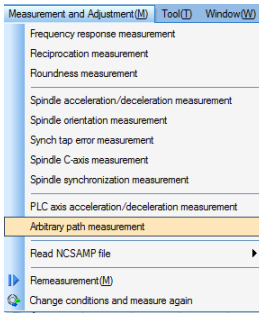 Measurement and Adjustment(M) Tool(T) Window(W)
Frequency response measurement
Reciprocation measurement
Roundness measurement
Spindle acceleration/deceleration measurement
Spindle orientation measurement
Synch tap error measurement
Spindle C-axis measurement
Spindle synchronization measurement
PLC axis acceleration/deceleration measurement
Arbitrary path measurement
Read NCSAMP file
Remeasurement(M)
Change conditions and measure again